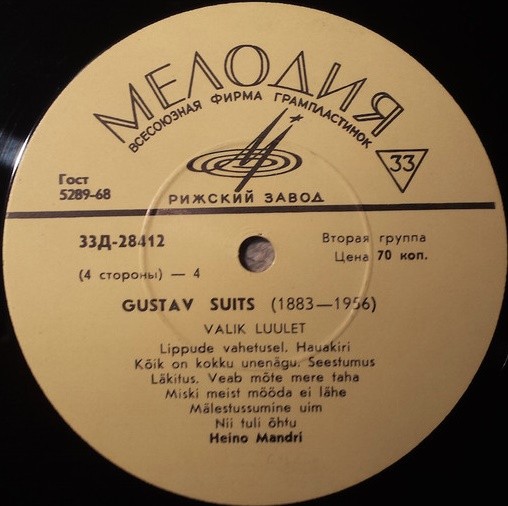 МЕЛОДИЯ
ВСЕСОЮЗНАЯ ФИРМА ГРАМПЛАСТИНОК
33
Гост
5289-68
РИЖСКИЙ ЗАВОД
33Д-28412
Вторая группа
Цена 70 коп.
(4 стороны) — 4
GUSTAV SUITS (1883—1956)
VALIK LUULET
Lippude vahetusel. Hauakiri
Kõik on kokku unenägu. Seestumus
Läkitus. Veab mõte mere taha
Miski meist mööda ei lähe
Mälestussumine uim
Nii tuli õhtu
Heino Mandri